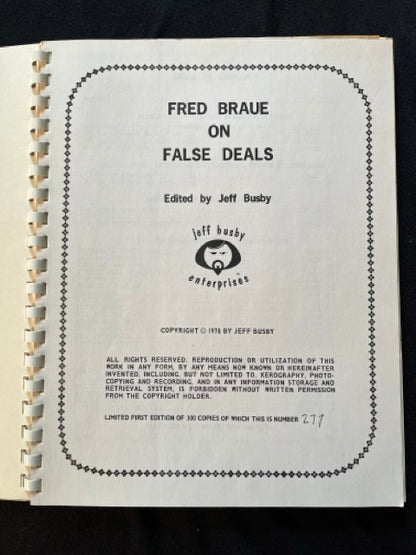 FRED BRAUE
ON
FALSE DEALS
Edited by Jeff Busby
jeff busby
enterprises
COPYRIGHT © 1978 BY JEFF BUSBY
ALL RIGHTS RESERVED. REPRODUCTION OR UTILIZATION OF THIS
WORK IN ANY FORM, BY ANY MEANS NOW KNOWN OR HEREINAFTER
INVENTED, INCLUDING, BUT NOT LIMITED TO, XEROGRAPHY, PHOTO-
COPYING AND RECORDING, AND IN ANY INFORMATION STORAGE AND
RETRIEVAL SYSTEM, IS FORBIDDEN WITHOUT WRITTEN PERMISSION
FROM THE COPYRIGHT HOLDER.
LIMITED FIRST EDITION OF 300 COPIES OF WHICH THIS IS NUMBER 277